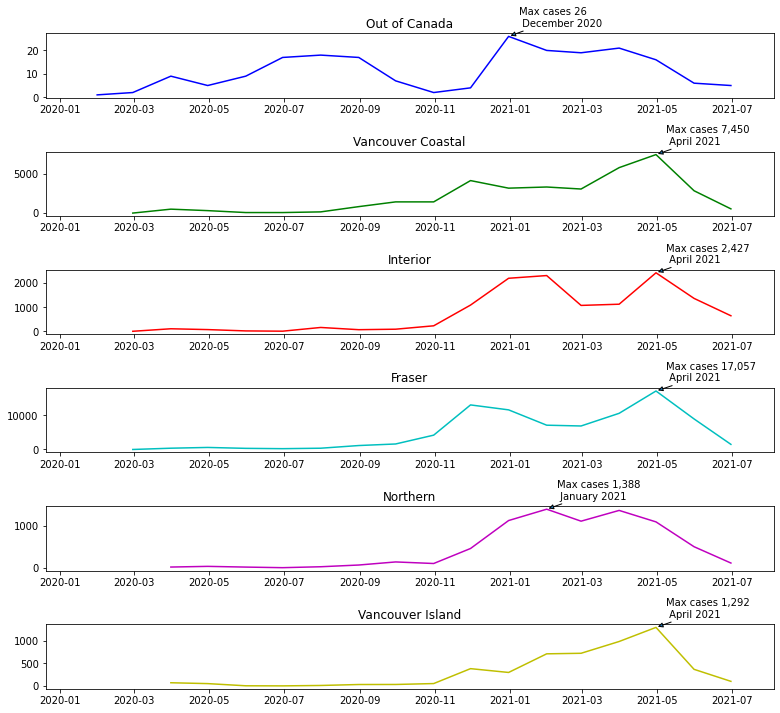 Max cases 26
December 2020
Out of Canada
20
10
0
2020-01 2020-03 2020-05 2020-07 2020-09 2020-11 2021-01 2021-03 2021-05 2021-07
Max cases 7,450
April 2021
Vancouver Coastal
5000
0
2020-01 2020-03 2020-05 2020-07 2020-09 2020-11 2021-01 2021-03 2021-05 2021-07
Max cases 2,427
April 2021
Interior
2000
1000
0
2020-01 2020-03 2020-05 2020-07 2020-09 2020-11 2021-01 2021-03 2021-05 2021-07
Max cases 17,057
April 2021
Fraser
10000
0
2020-01 2020-03 2020-05 2020-07 2020-09 2020-11 2021-01 2021-03 2021-05 2021-07
Max cases 1,388
January 2021
Northern
1000
0
2020-01 2020-03 2020-05 2020-07 2020-09 2020-11 2021-01 2021-03 2021-05 2021-07
Max cases 1,292
April 2021
Vancouver Island
1000
500
0
2020-01 2020-03 2020-05 2020-07 2020-09 2020-11 2021-01 2021-03 2021-05 2021-07